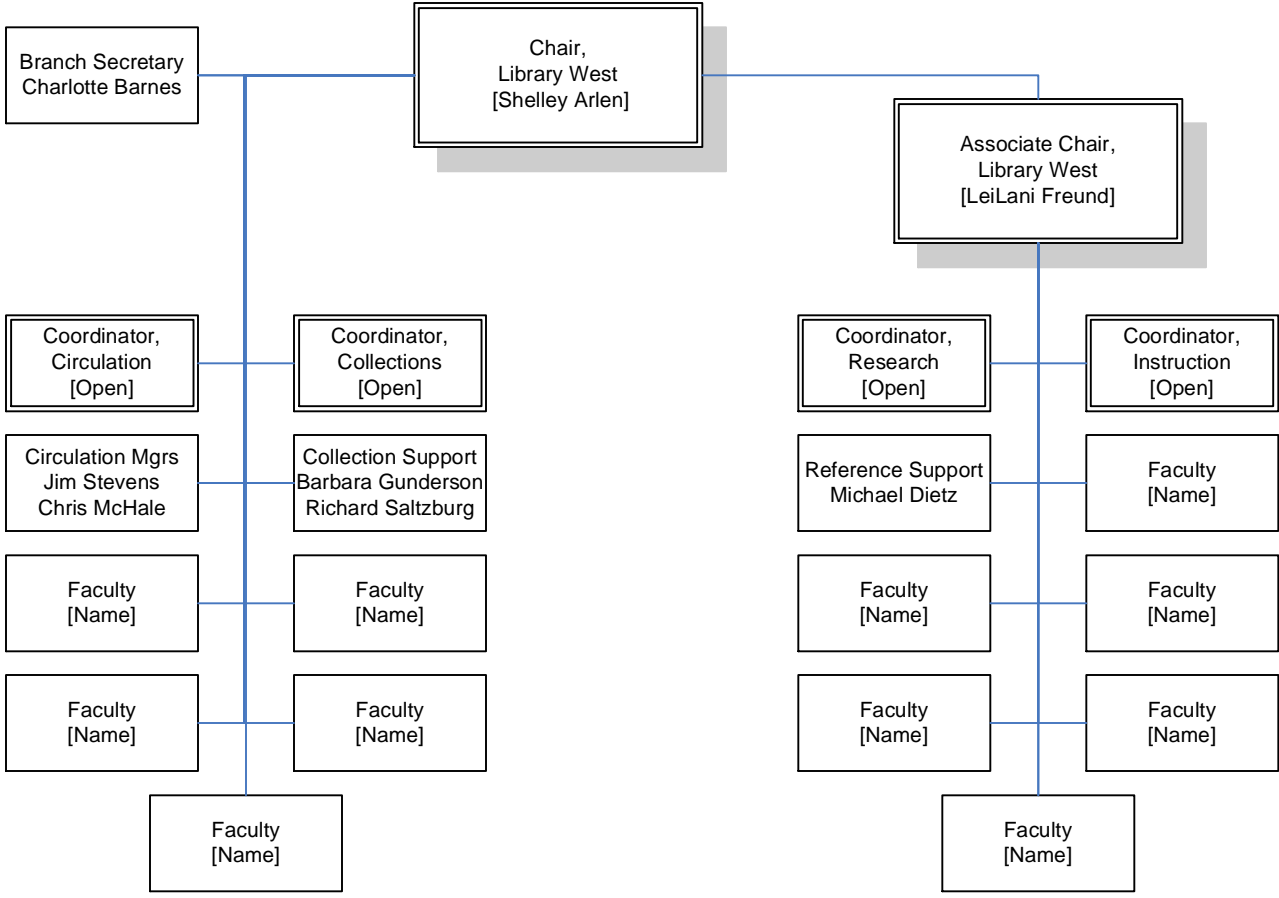 Branch Secretary
Charlotte Barnes
Chair,
Library West
[Shelley Arlen]
Associate Chair,
Library West
[LeiLani Freund]
Coordinator,
Circulation
[Open]
Coordinator,
Collections
[Open]
Coordinator,
Research
[Open]
Coordinator,
Instruction
[Open]
Circulation Mgrs
Jim Stevens
Chris McHale
Collection Support
Barbara Gunderson
Richard Saltzburg
Reference Support
Michael Dietz
Faculty
[Name]
Faculty
[Name]
Faculty
[Name]
Faculty
[Name]
Faculty
[Name]
Faculty
[Name]
Faculty
[Name]
Faculty
[Name]
Faculty
[Name]
Faculty
[Name]
Faculty
[Name]